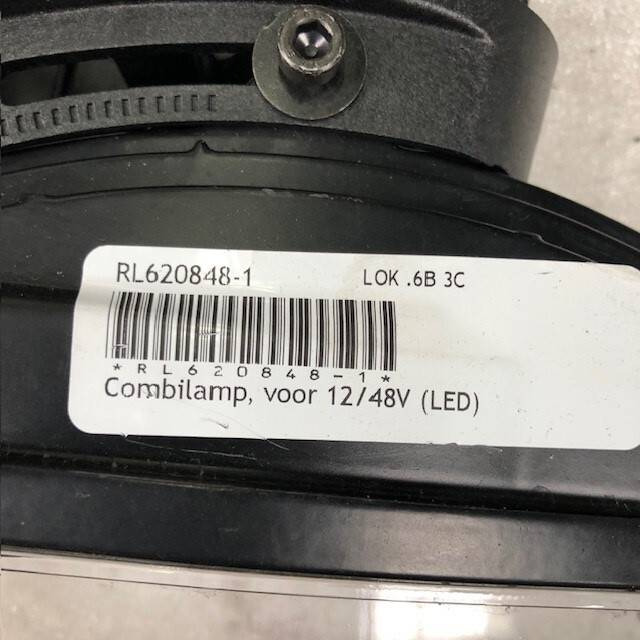 RL620848-1 LOK .6B 3C
*RL620848-1*
Combilamp, voor 12/48V (LED)